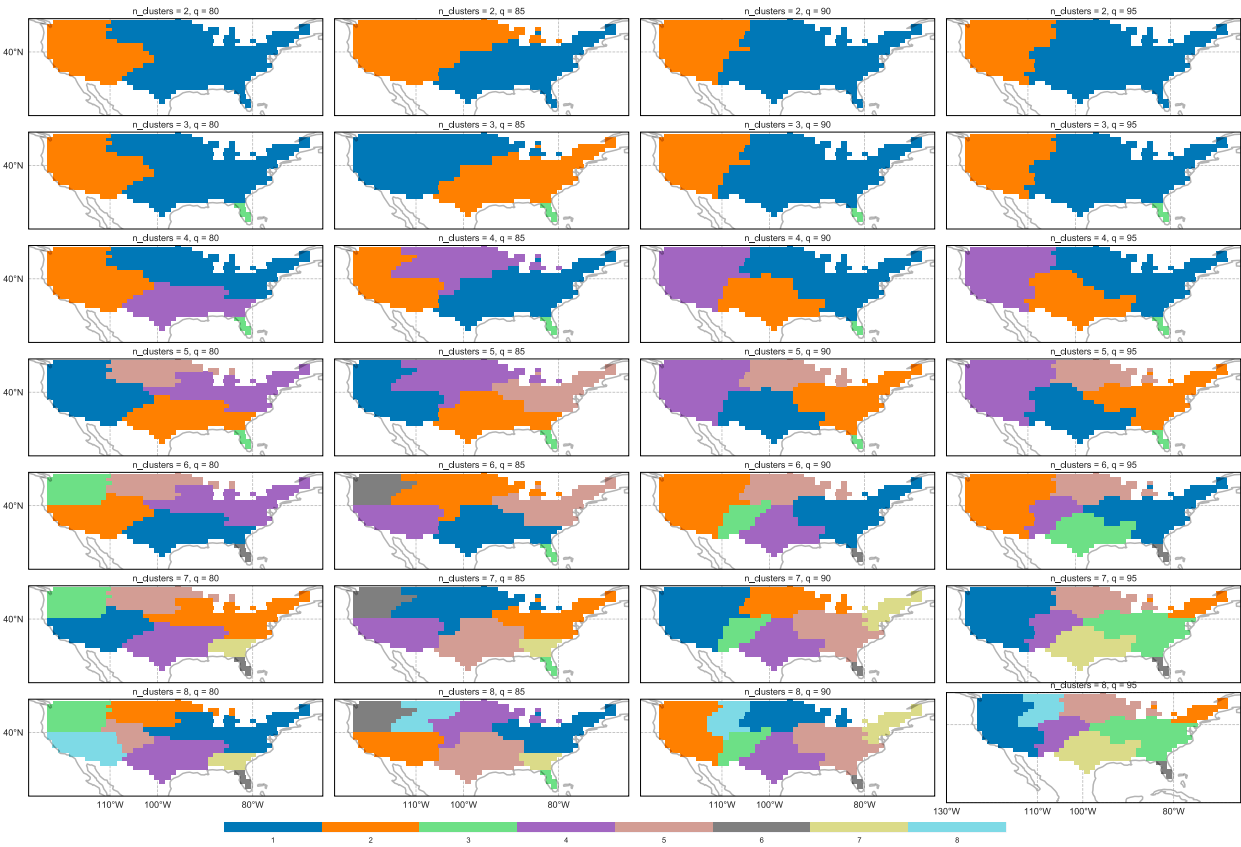 n_clusters = 2, q = 80 n_clusters = 2, q = 85 n_clusters = 2, q = 90 n_clusters = 2, q = 95
40°N
n_clusters = 3, q = 80 n_clusters = 3, q = 85 n_clusters = 3, q = 90 n_clusters = 3, q = 95
40°N
n_clusters = 4, q = 80 n_clusters = 4, q = 85 n_clusters = 4, q = 90 n_clusters = 4, q = 95
40°N
n_clusters = 5, q = 80 n_clusters = 5, q = 85 n_clusters = 5, q = 90 n_clusters = 5, q = 95
40°N
n_clusters = 6, q = 80 n_clusters = 6, q = 85 n_clusters = 6, q = 90 n_clusters = 6, q = 95
40°N
n_clusters = 7, q = 80 n_clusters = 7, q = 85 n_clusters = 7, q = 90 n_clusters = 7, q = 95
40°N
n_clusters = 8, q = 80 n_clusters = 8, q = 85 n_clusters = 8, q = 90 n_clusters = 8, q = 95
40°N
110°W 100°W 80°W 110°W 100°W 80°W 110°W 100°W 80°W 130°W 110°W 100°W 80°W
1 2 3 4 5 6 7 8